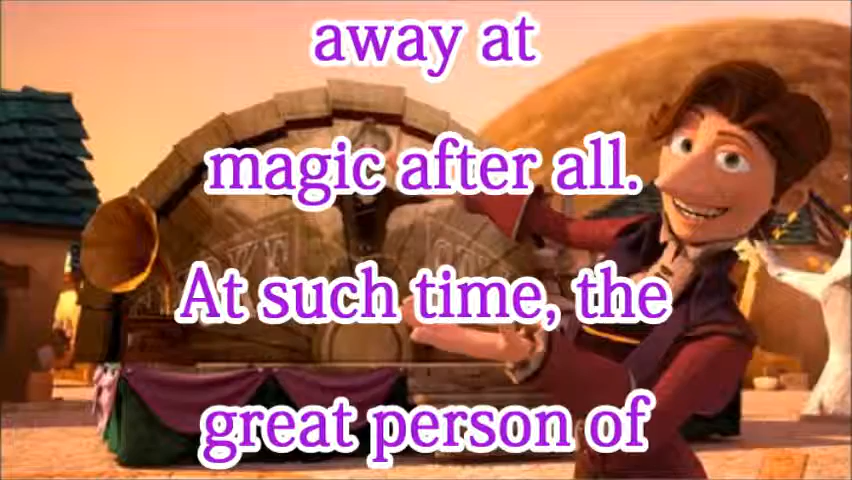 away at
magic after all.
At such time, the
great person of